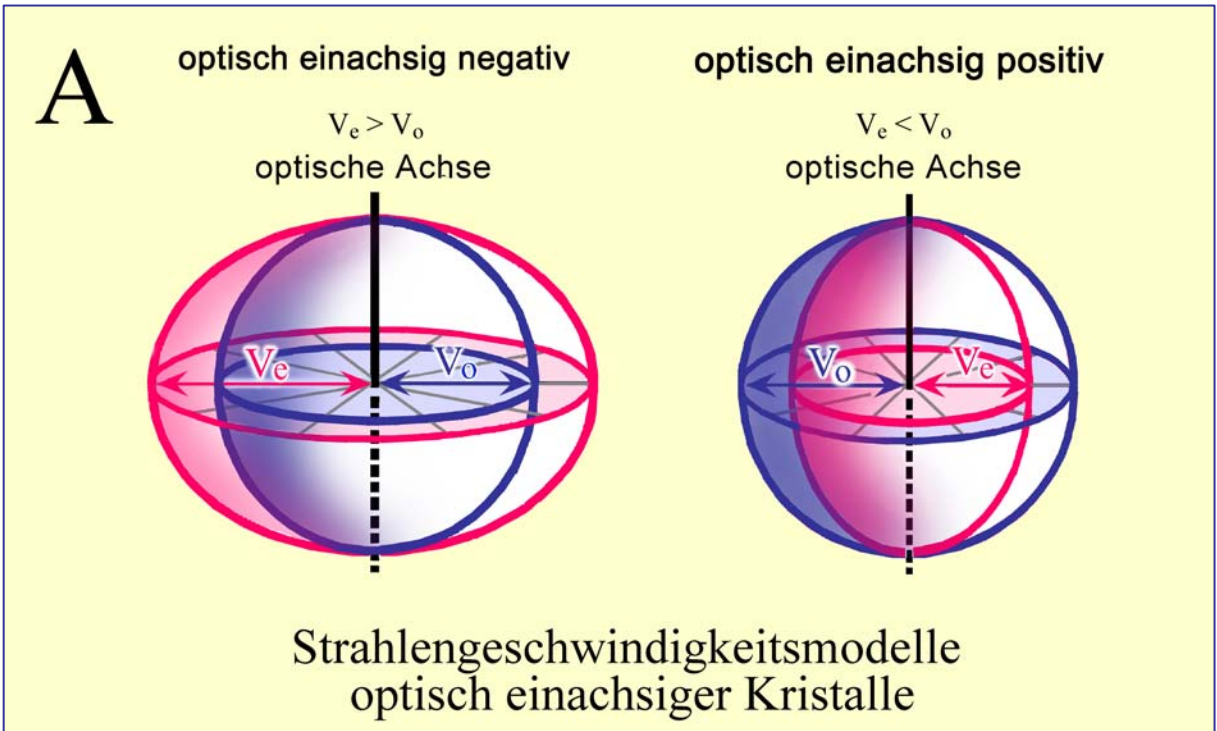 A
optisch einachsig negativ
optisch einachsig positiv
Ve > Vo
Ve < Vo
optische Achse
optische Achse
Ve
Vo
Vo
Ve
Strahlengeschwindigkeitsmodelle
optisch einachsiger Kristalle